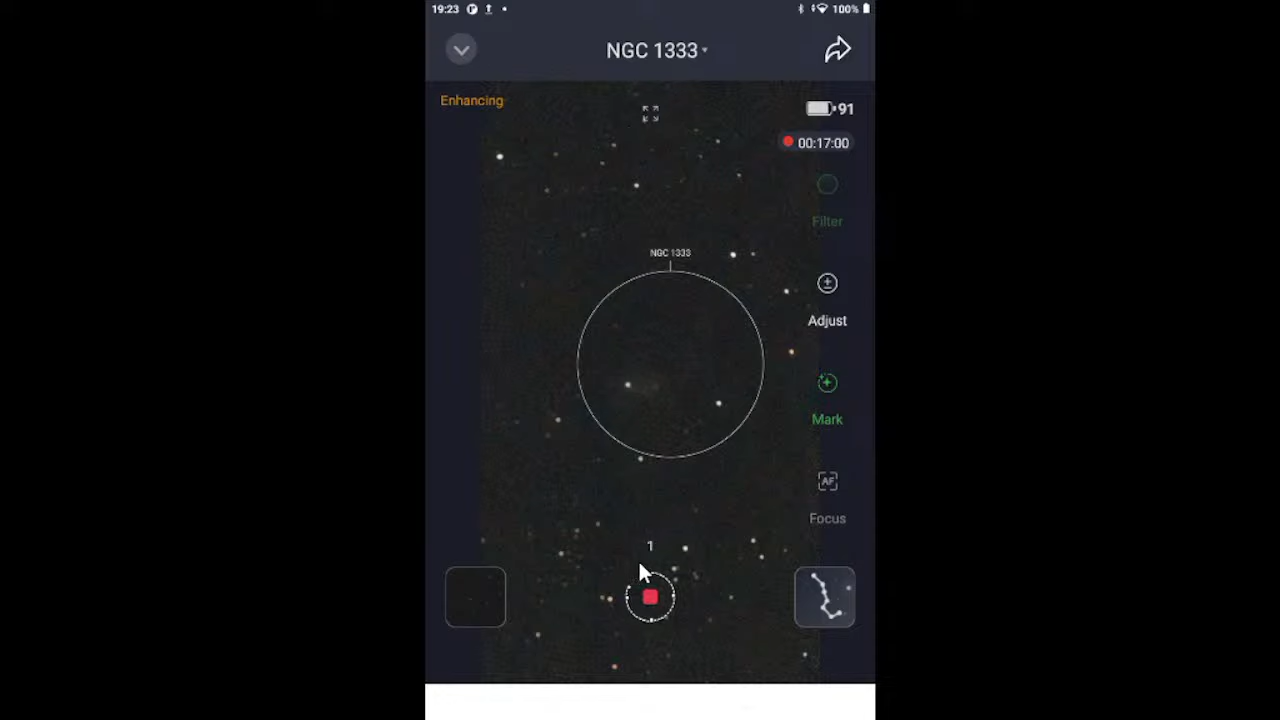 19:23
100%
NGC 1333
Enhancing
91
00:17:00
Filter
NGC 1333
Adjust
Mark
AF
Focus
1